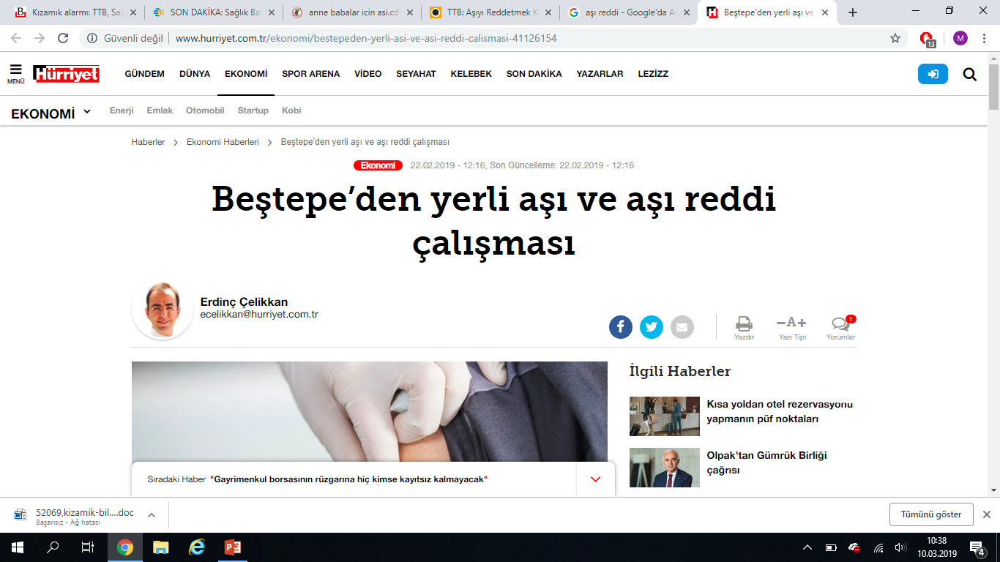 Kızamık alarmı: TTB, Sağ
SON DAKİKA: Sağlık Bak
anne babalar icin asi.cdr
TTB: Aşıyı Reddetmek K
aşı reddi - Google'da Ar
Beştepe'den yerli aşı ve
Güvenli değil
www.hurriyet.com.tr/ekonomi/bestepeden-yerli-asi-ve-asi-reddi-calismasi-41126154
13
M
MENÜ
Hürriyet
GÜNDEM DÜNYA EKONOMİ SPOR ARENA VİDEO SEYAHAT KELEBEK SON DAKİKA YAZARLAR LEZİZZ
EKONOMİ
Enerji Emlak Otomobil Startup Kobi
Haberler > Ekonomi Haberleri > Beştepe'den yerli aşı ve aşı reddi çalışması
Ekonomi 22.02.2019 - 12:16, Son Güncelleme: 22.02.2019 - 12:16
Beştepe’den yerli aşı ve aşı reddi
çalışması
Erdinç Çelikkan
ecelikkan@hurriyet.com.tr
Yazdır
–A+
Yazı Tipi
1
Yorumlar
İlgili Haberler
Kısa yoldan otel rezervasyonu
yapmanın püf noktaları
Olpak'tan Gümrük Birliği
çağrısı
Sıradaki Haber "Gayrimenkul borsasının rüzgarına hiç kimse kayıtsız kalmayacak"
52069,kizamik-bil....doc
Başarısız - Ağ hatası
Tümünü göster
10:38
10.03.2019
4